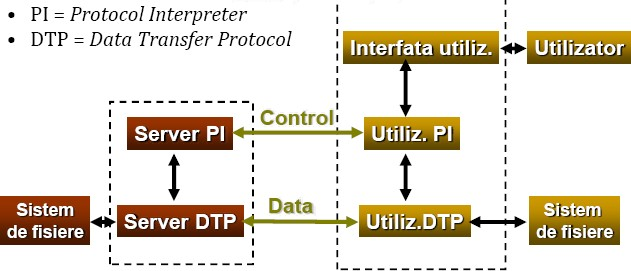 • PI = Protocol Interpreter
• DTP = Data Transfer Protocol
Interfata utiliz.
Utilizator
Control
Server PI
Utiliz. PI
Sistem
de fisiere
Server DTP
Data
Utiliz.DTP
Sistem
de fisiere